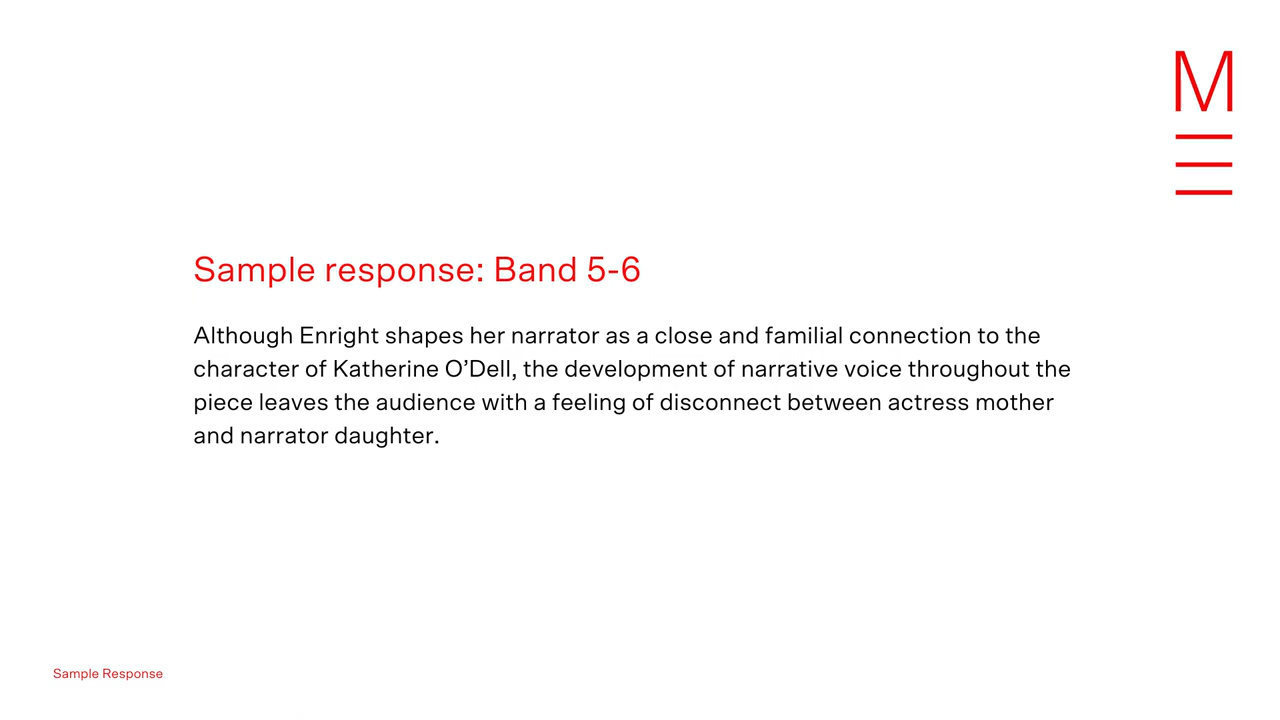 M
Sample response: Band 5-6
Although Enright shapes her narrator as a close and familial connection to the
character of Katherine O’Dell, the development of narrative voice throughout the
piece leaves the audience with a feeling of disconnect between actress mother
and narrator daughter.
Sample Response